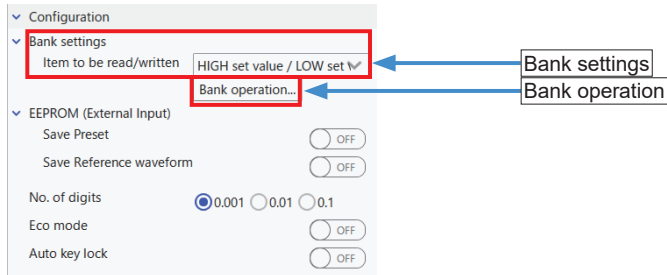 Configuration
Bank settings
Item to be read/written HIGH set value / LOW set Bank settings
Bank operation... Bank operation
EEPROM (External Input)
Save Preset OFF
Save Reference waveform OFF
No. of digits 0.001 0.01 0.1
Eco mode OFF
Auto key lock OFF